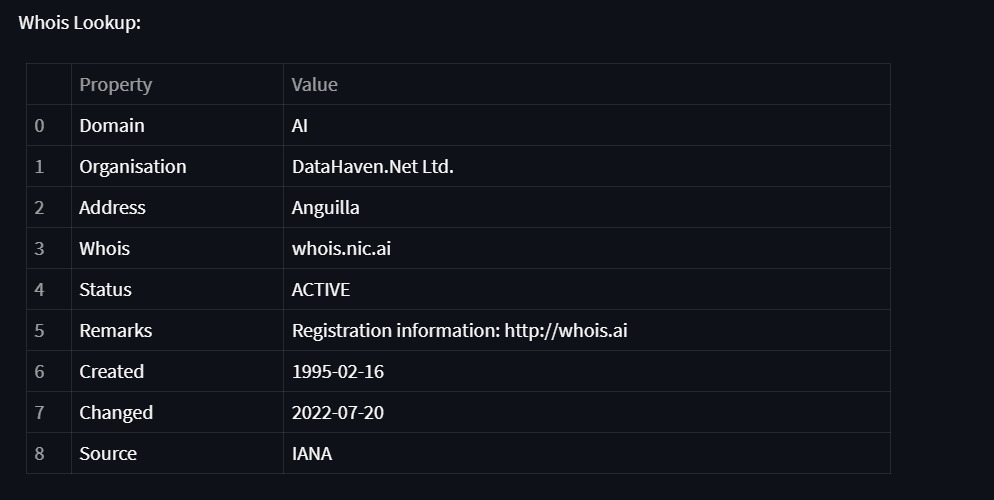 Whois Lookup:
Property Value
0 Domain AI
1 Organisation DataHaven.Net Ltd.
2 Address Anguilla
3 Whois whois.nic.ai
4 Status ACTIVE
5 Remarks Registration information: http://whois.ai
6 Created 1995-02-16
7 Changed 2022-07-20
8 Source IANA